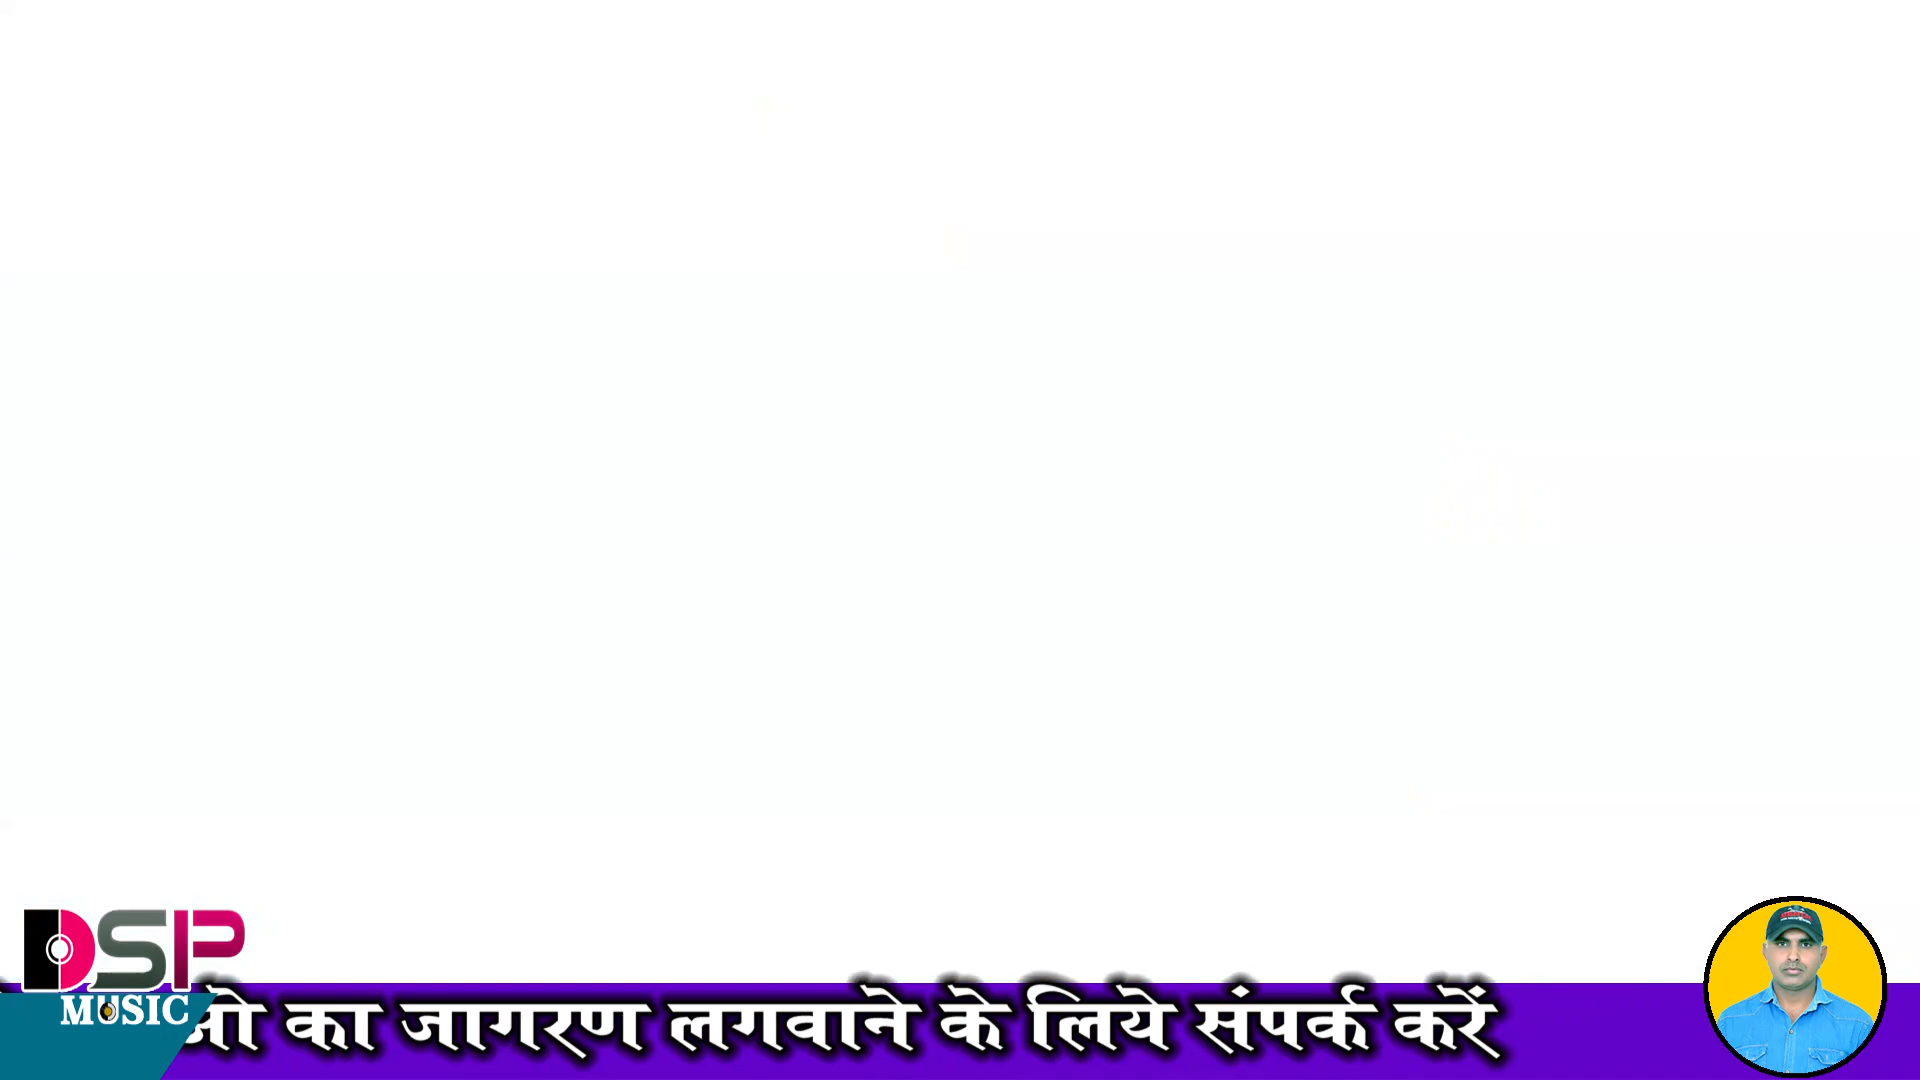 DSP
MUSIC
का जागरण लगवाने के लिये संपर्क करें